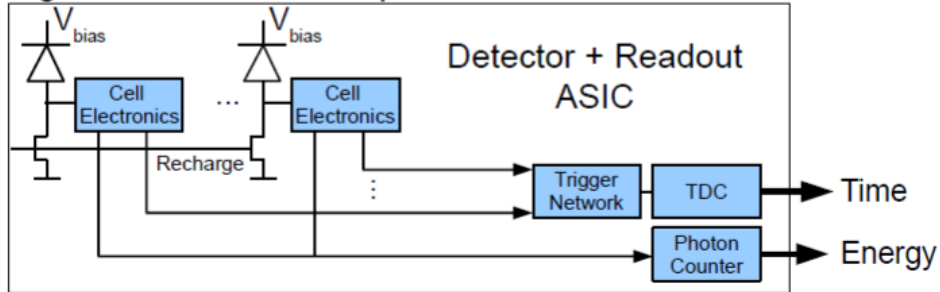 V bias
V bias
Detector + Readout
ASIC
Cell
Electronics
...
Cell
Electronics
Recharge
...
Trigger
Network
TDC
Time
Photon
Counter
Energy